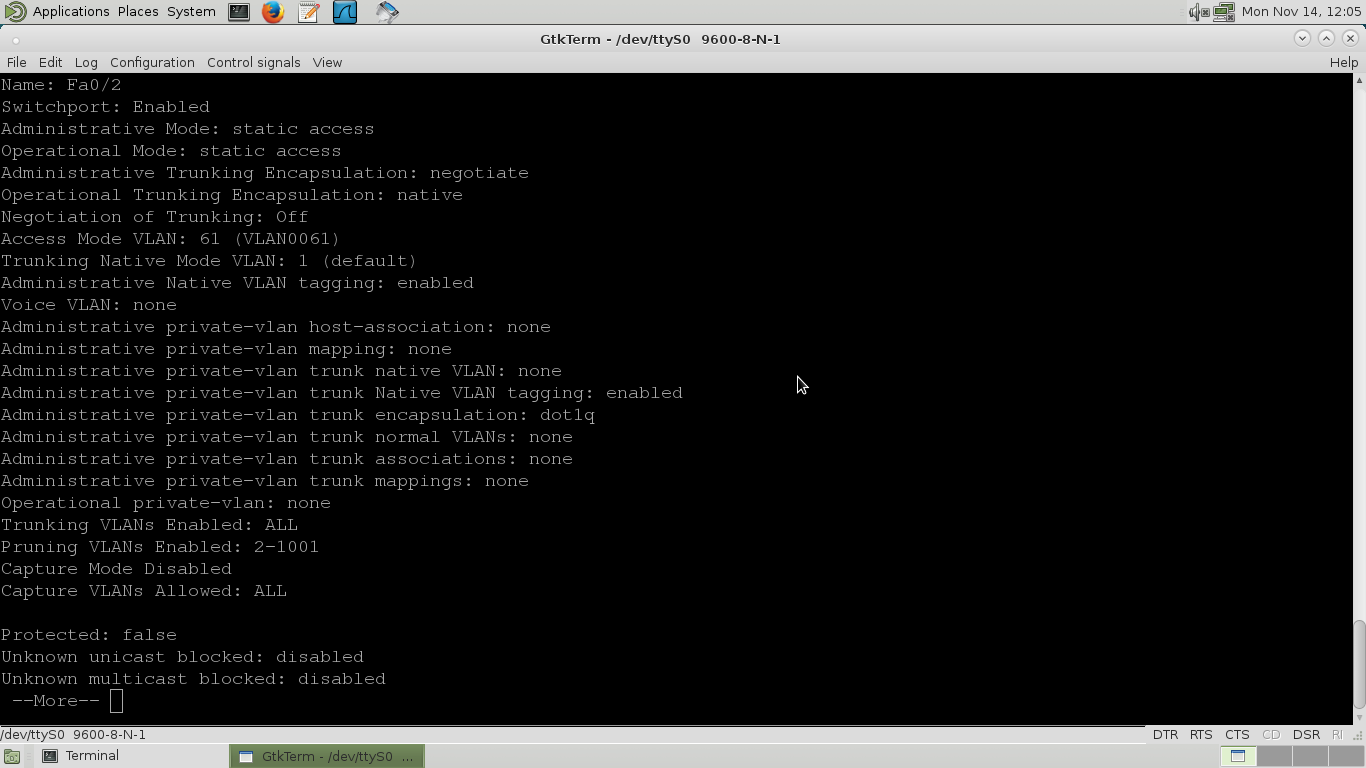 Applications Places System
Mon Nov 14, 12:05
GtkTerm - /dev/ttyS0 9600-8-N-1
File Edit Log Configuration Control signals View Help
Name: Fa0/2
Switchport: Enabled
Administrative Mode: static access
Operational Mode: static access
Administrative Trunking Encapsulation: negotiate
Operational Trunking Encapsulation: native
Negotiation of Trunking: Off
Access Mode VLAN: 61 (VLAN0061)
Trunking Native Mode VLAN: 1 (default)
Administrative Native VLAN tagging: enabled
Voice VLAN: none
Administrative private-vlan host-association: none
Administrative private-vlan mapping: none
Administrative private-vlan trunk native VLAN: none
Administrative private-vlan trunk Native VLAN tagging: enabled
Administrative private-vlan trunk encapsulation: dot1q
Administrative private-vlan trunk normal VLANs: none
Administrative private-vlan trunk associations: none
Administrative private-vlan trunk mappings: none
Operational private-vlan: none
Trunking VLANs Enabled: ALL
Pruning VLANs Enabled: 2-1001
Capture Mode Disabled
Capture VLANs Allowed: ALL
Protected: false
Unknown unicast blocked: disabled
Unknown multicast blocked: disabled
--More--
/dev/ttyS0 9600-8-N-1
DTR RTS CTS CD DSR RI
Terminal
GtkTerm - /dev/ttyS0 ...